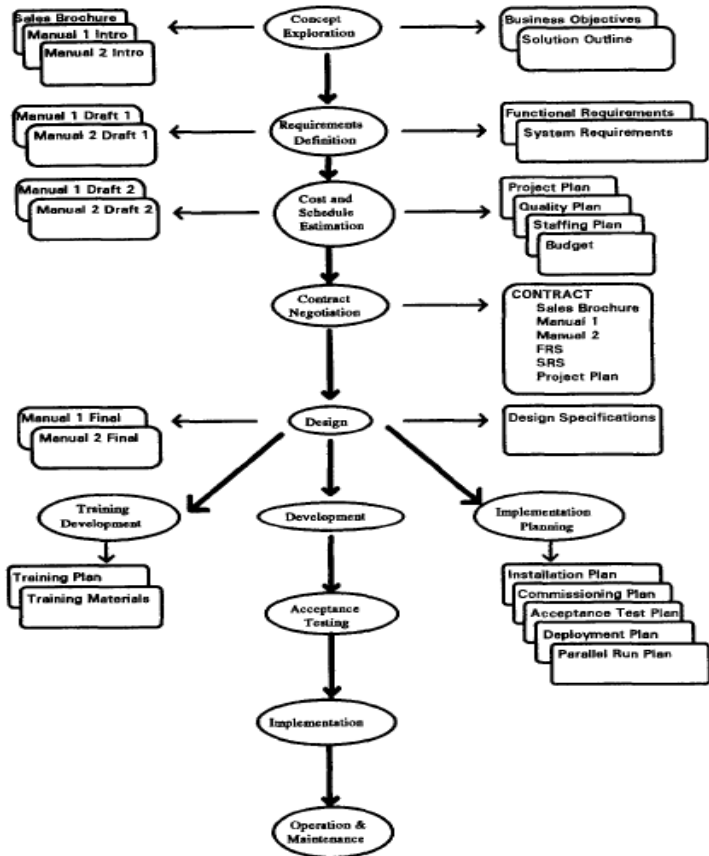 Sales Brochure
Manual 1 Intro
Manual 2 Intro
Concept
Exploration
Business Objectives
Solution Outline
Manual 1 Draft 1
Manual 2 Draft 1
Requirements
Definition
Functional Requirements
System Requirements
Manual 1 Draft 2
Manual 2 Draft 2
Cost and
Schedule
Estimation
Project Plan
Quality Plan
Staffing Plan
Budget
Contract
Negotiation
CONTRACT
Sales Brochure
Manual 1
Manual 2
FRS
SRS
Project Plan
Manual 1 Final
Manual 2 Final
Design
Design Specifications
Training
Development
Development
Implementation
Planning
Training Plan
Training Materials
Acceptance
Testing
Installation Plan
Commissioning Plan
Acceptance Test Plan
Deployment Plan
Parallel Run Plan
Implementation
Operation &
Maintenance